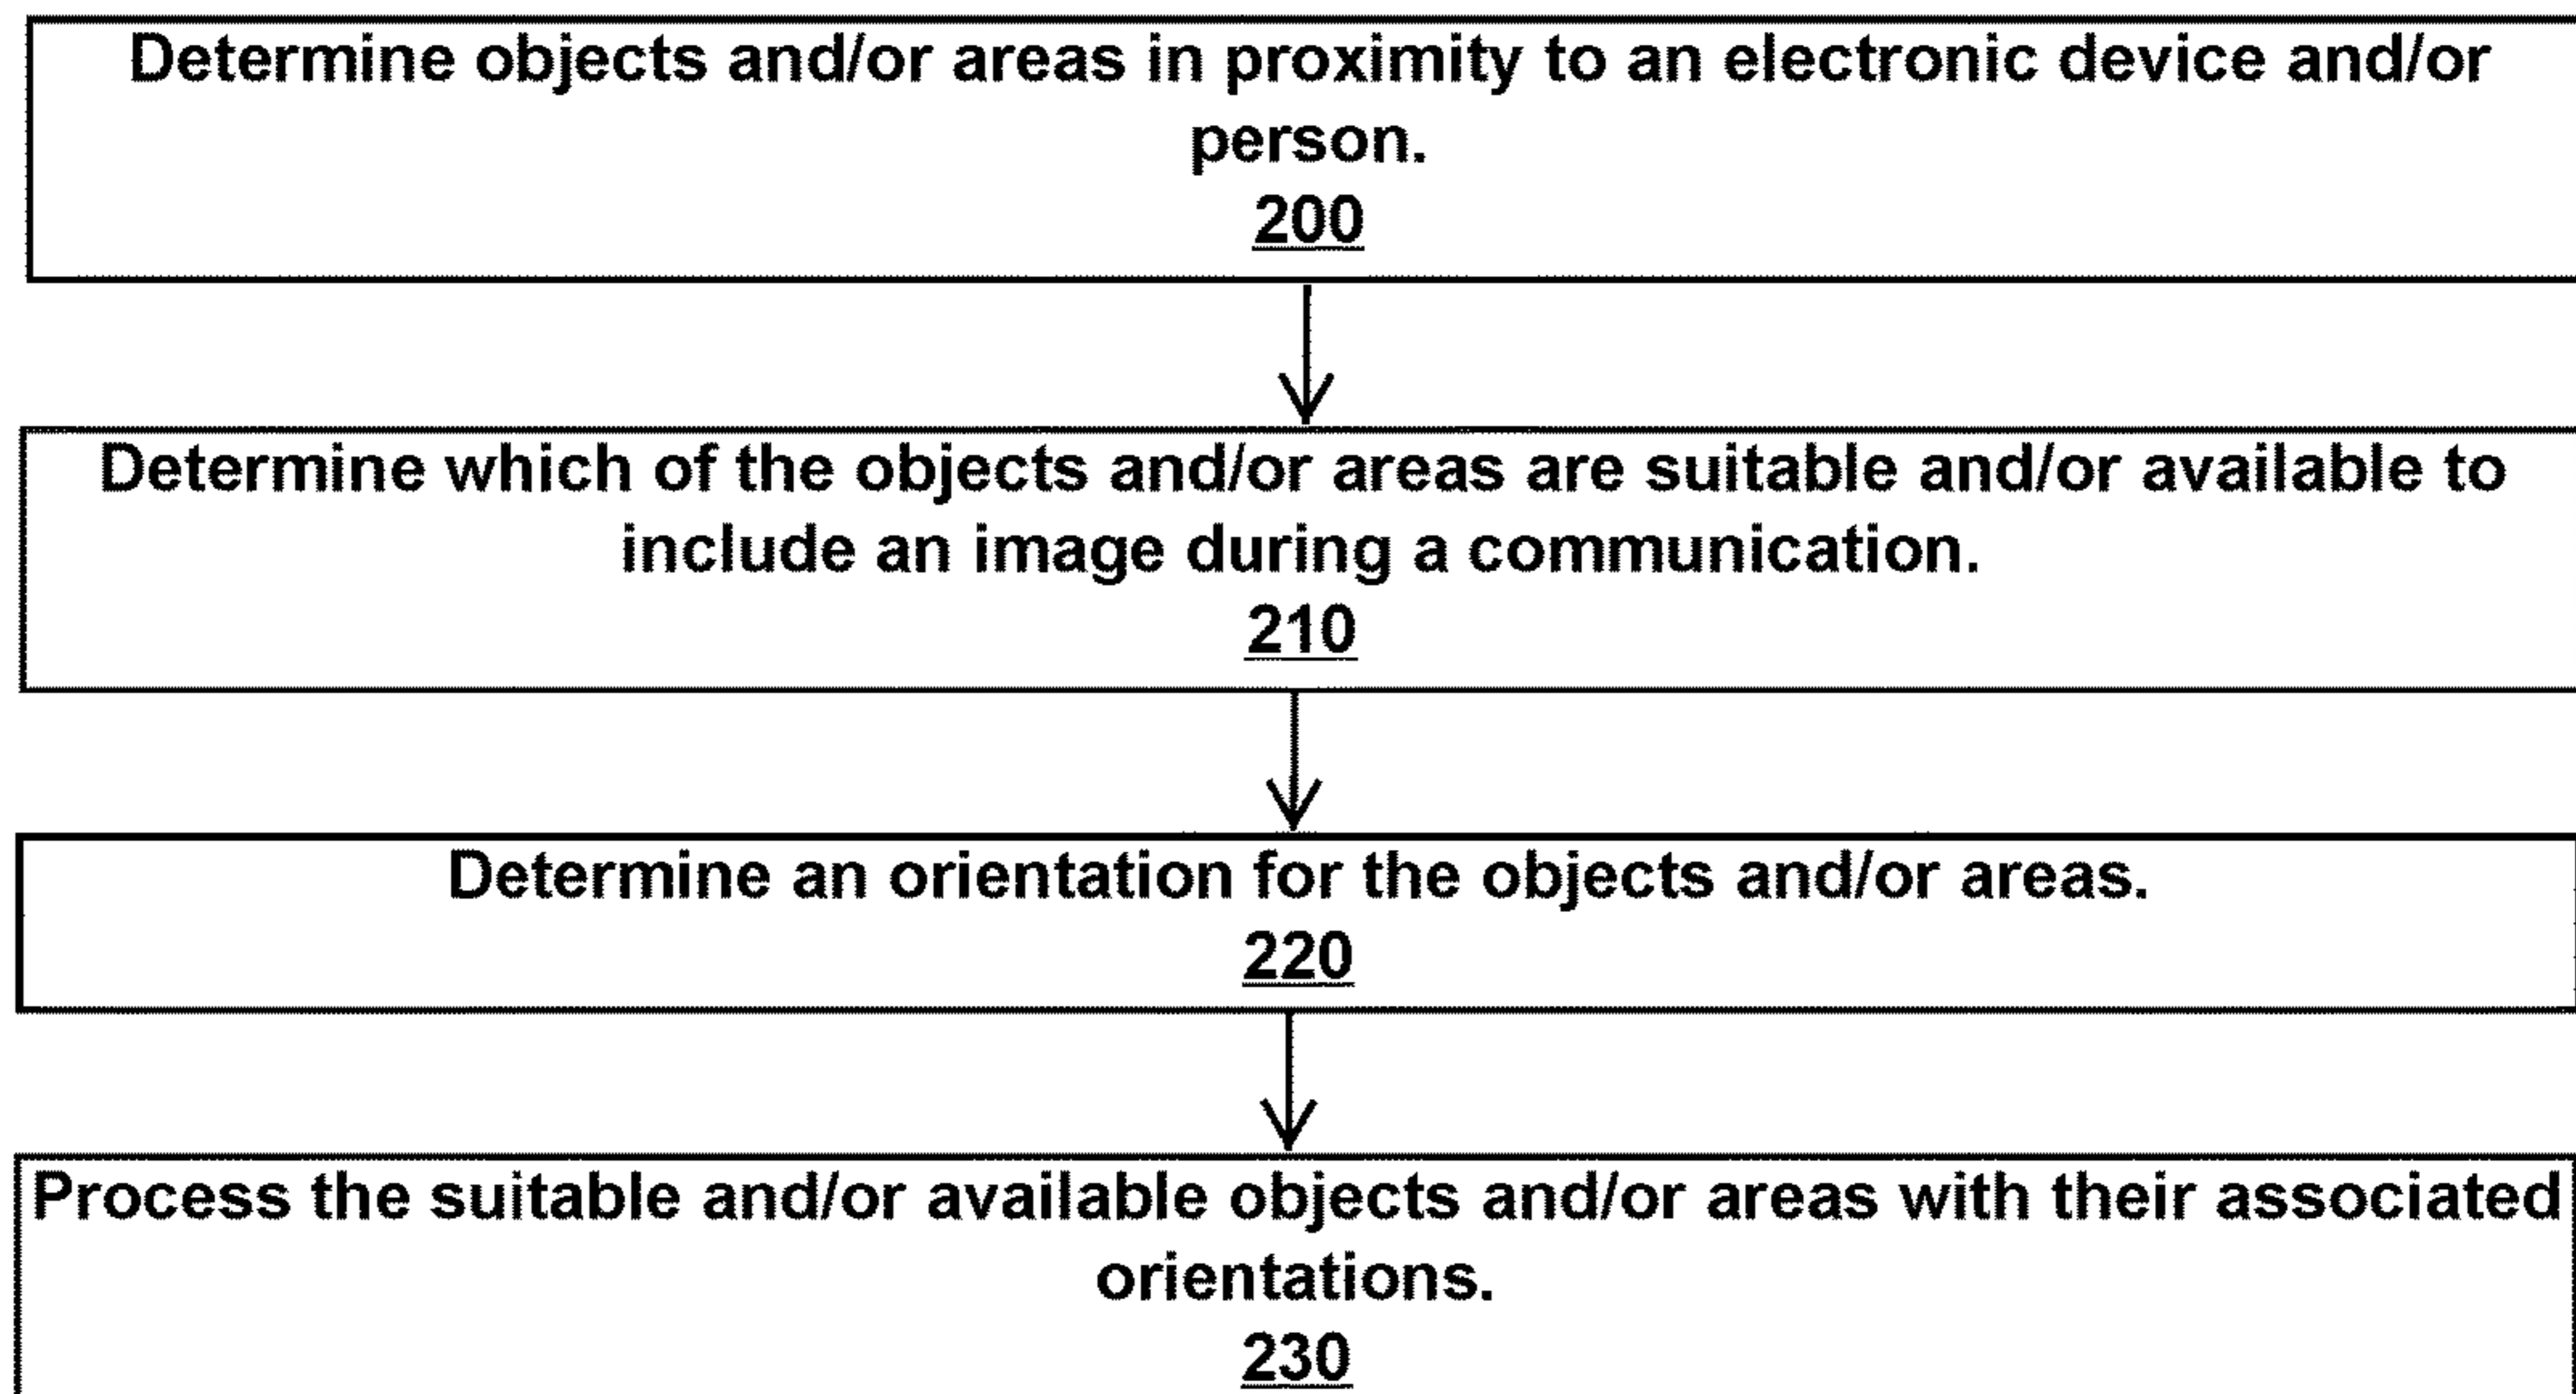 Determine objects and/or areas in proximity to an electronic device and/or
person.
200
Determine which of the objects and/or areas are suitable and/or available to
include an image during a communication.
210
Determine an orientation for the objects and/or areas.
220
Process the suitable and/or available objects and/or areas with their associated
orientations.
230